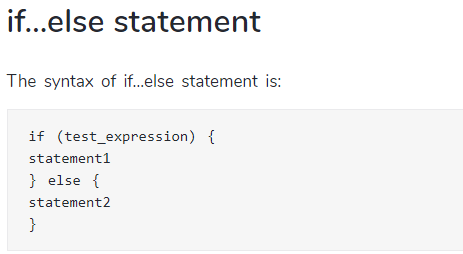 if...else statement
The syntax of if...else statement is:
if (test_expression) {
statement1
} else {
statement2
}